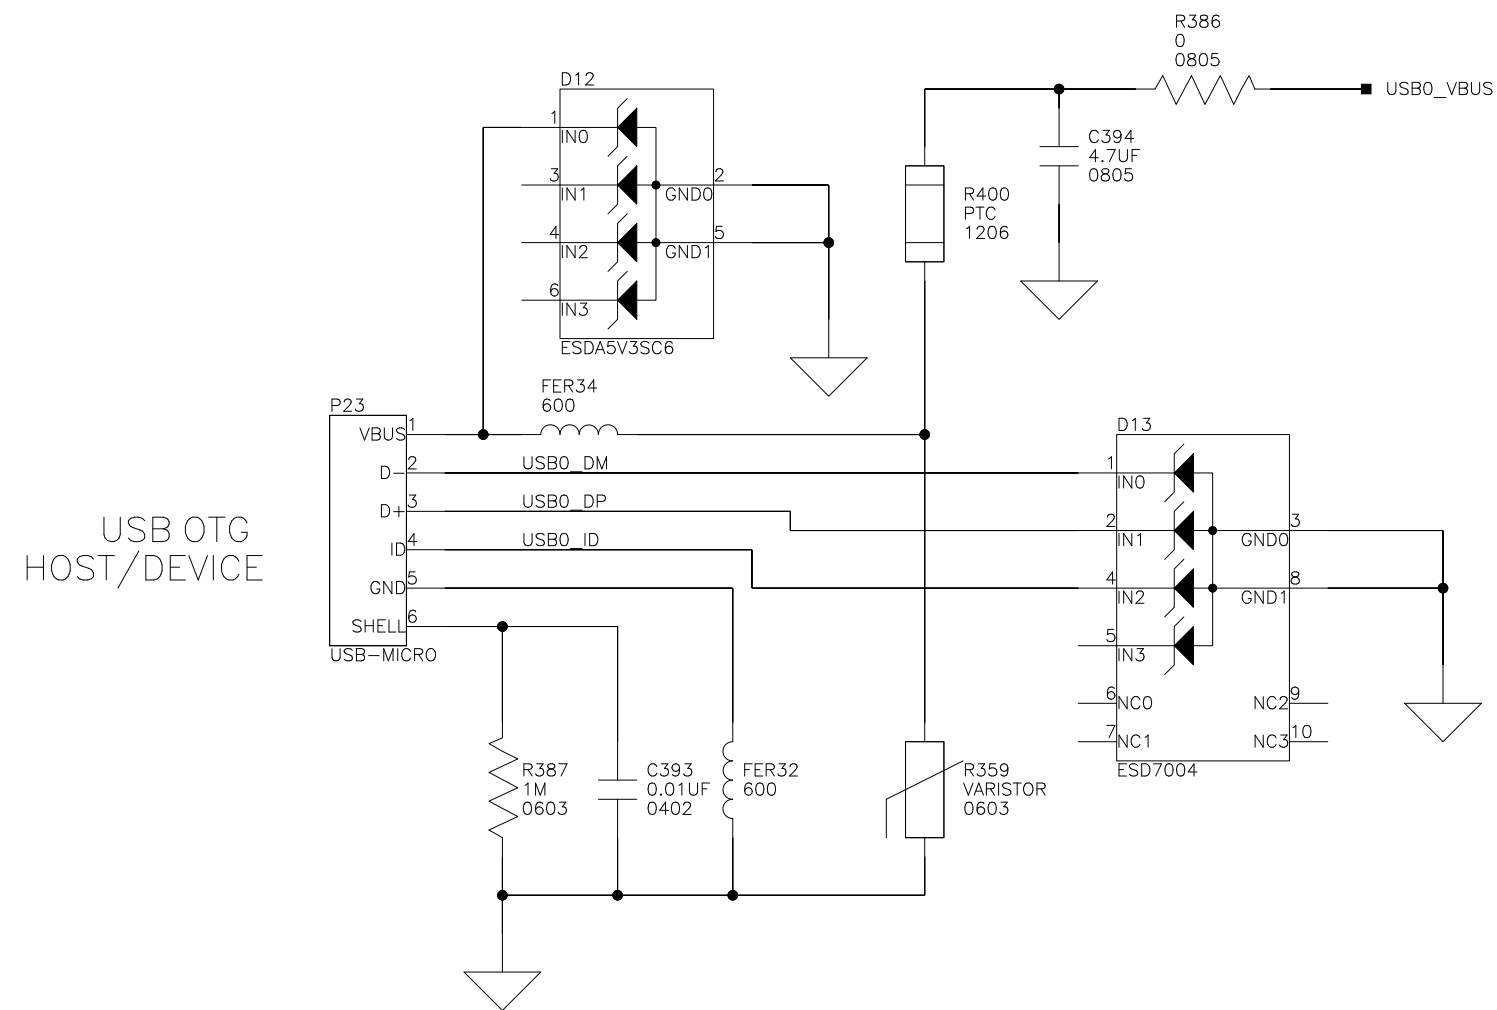 R386
0
0805
USB0_VBUS
D12
1
IN0
3
IN1
2
GND0
4
IN2
5
GND1
6
IN3
ESDA5V3SC6
C394
4.7UF
0805
R400
PTC
1206
FER34
600
P23
VBUS
1
D-
2
USB0_DM
D+
3
USB0_DP
ID
4
USB0_ID
GND
5
SHELL
6
USB-MICRO
USB OTG
HOST/DEVICE
D13
1
IN0
2
IN1
3
GND0
4
IN2
8
GND1
5
IN3
6
NC0
9
NC2
7
NC1
10
NC3
ESD7004
R387
1M
0603
C393
0.01UF
0402
FER32
600
R359
VARISTOR
0603